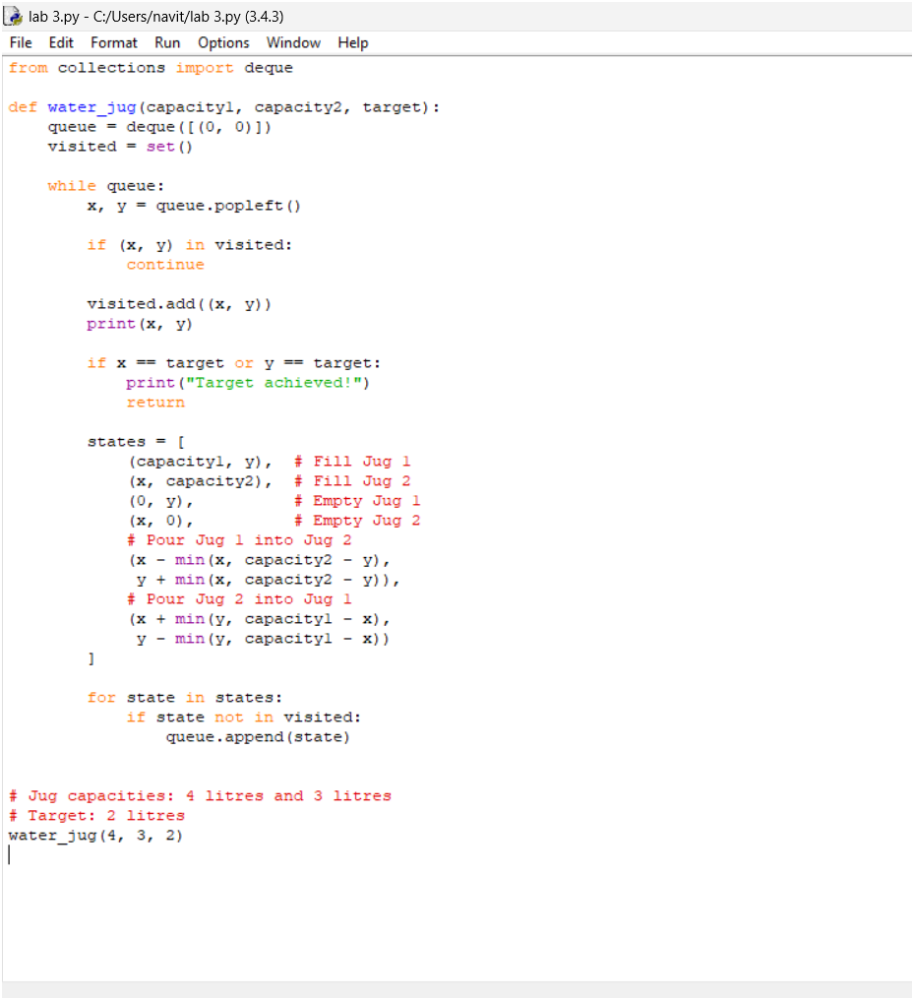 lab 3.py - C:/Users/navit/lab 3.py (3.4.3)
File Edit Format Run Options Window Help
from collections import deque

def water_jug(capacity1, capacity2, target):
    queue = deque([(0, 0)])
    visited = set()

    while queue:
        x, y = queue.popleft()

        if (x, y) in visited:
            continue

        visited.add((x, y))
        print(x, y)

        if x == target or y == target:
            print("Target achieved!")
            return

        states = [
            (capacity1, y),  # Fill Jug 1
            (x, capacity2),  # Fill Jug 2
            (0, y),          # Empty Jug 1
            (x, 0),          # Empty Jug 2
            # Pour Jug 1 into Jug 2
            (x - min(x, capacity2 - y),
             y + min(x, capacity2 - y)),
            # Pour Jug 2 into Jug 1
            (x + min(y, capacity1 - x),
             y - min(y, capacity1 - x))
        ]

        for state in states:
            if state not in visited:
                queue.append(state)


# Jug capacities: 4 litres and 3 litres
# Target: 2 litres
water_jug(4, 3, 2)